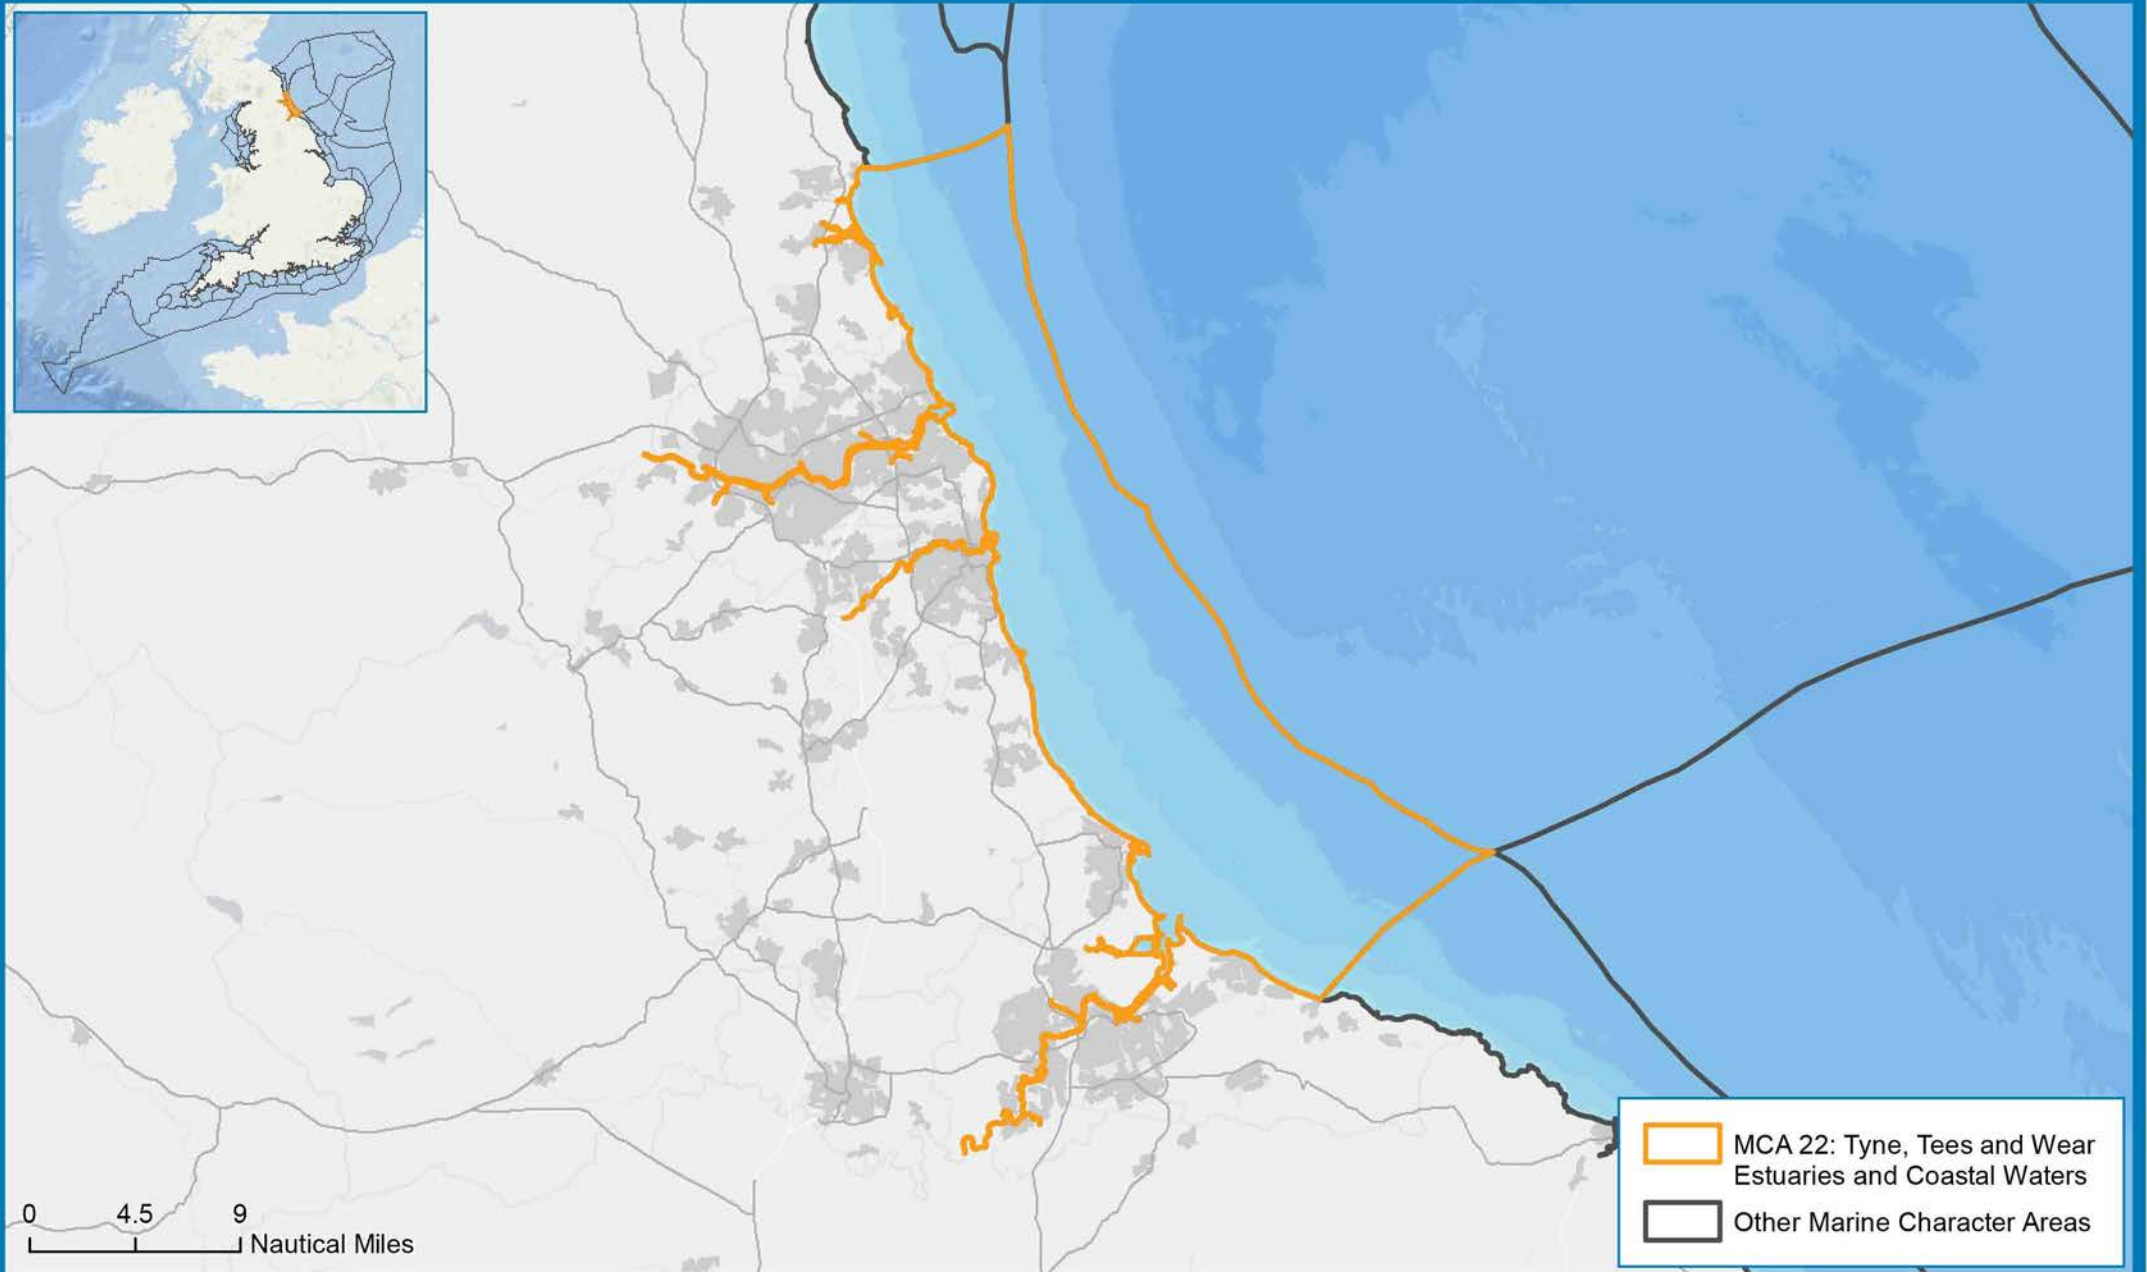 MCA 22: Tyne, Tees and Wear
Estuaries and Coastal Waters
Other Marine Character Areas
0 4.5 9
Nautical Miles